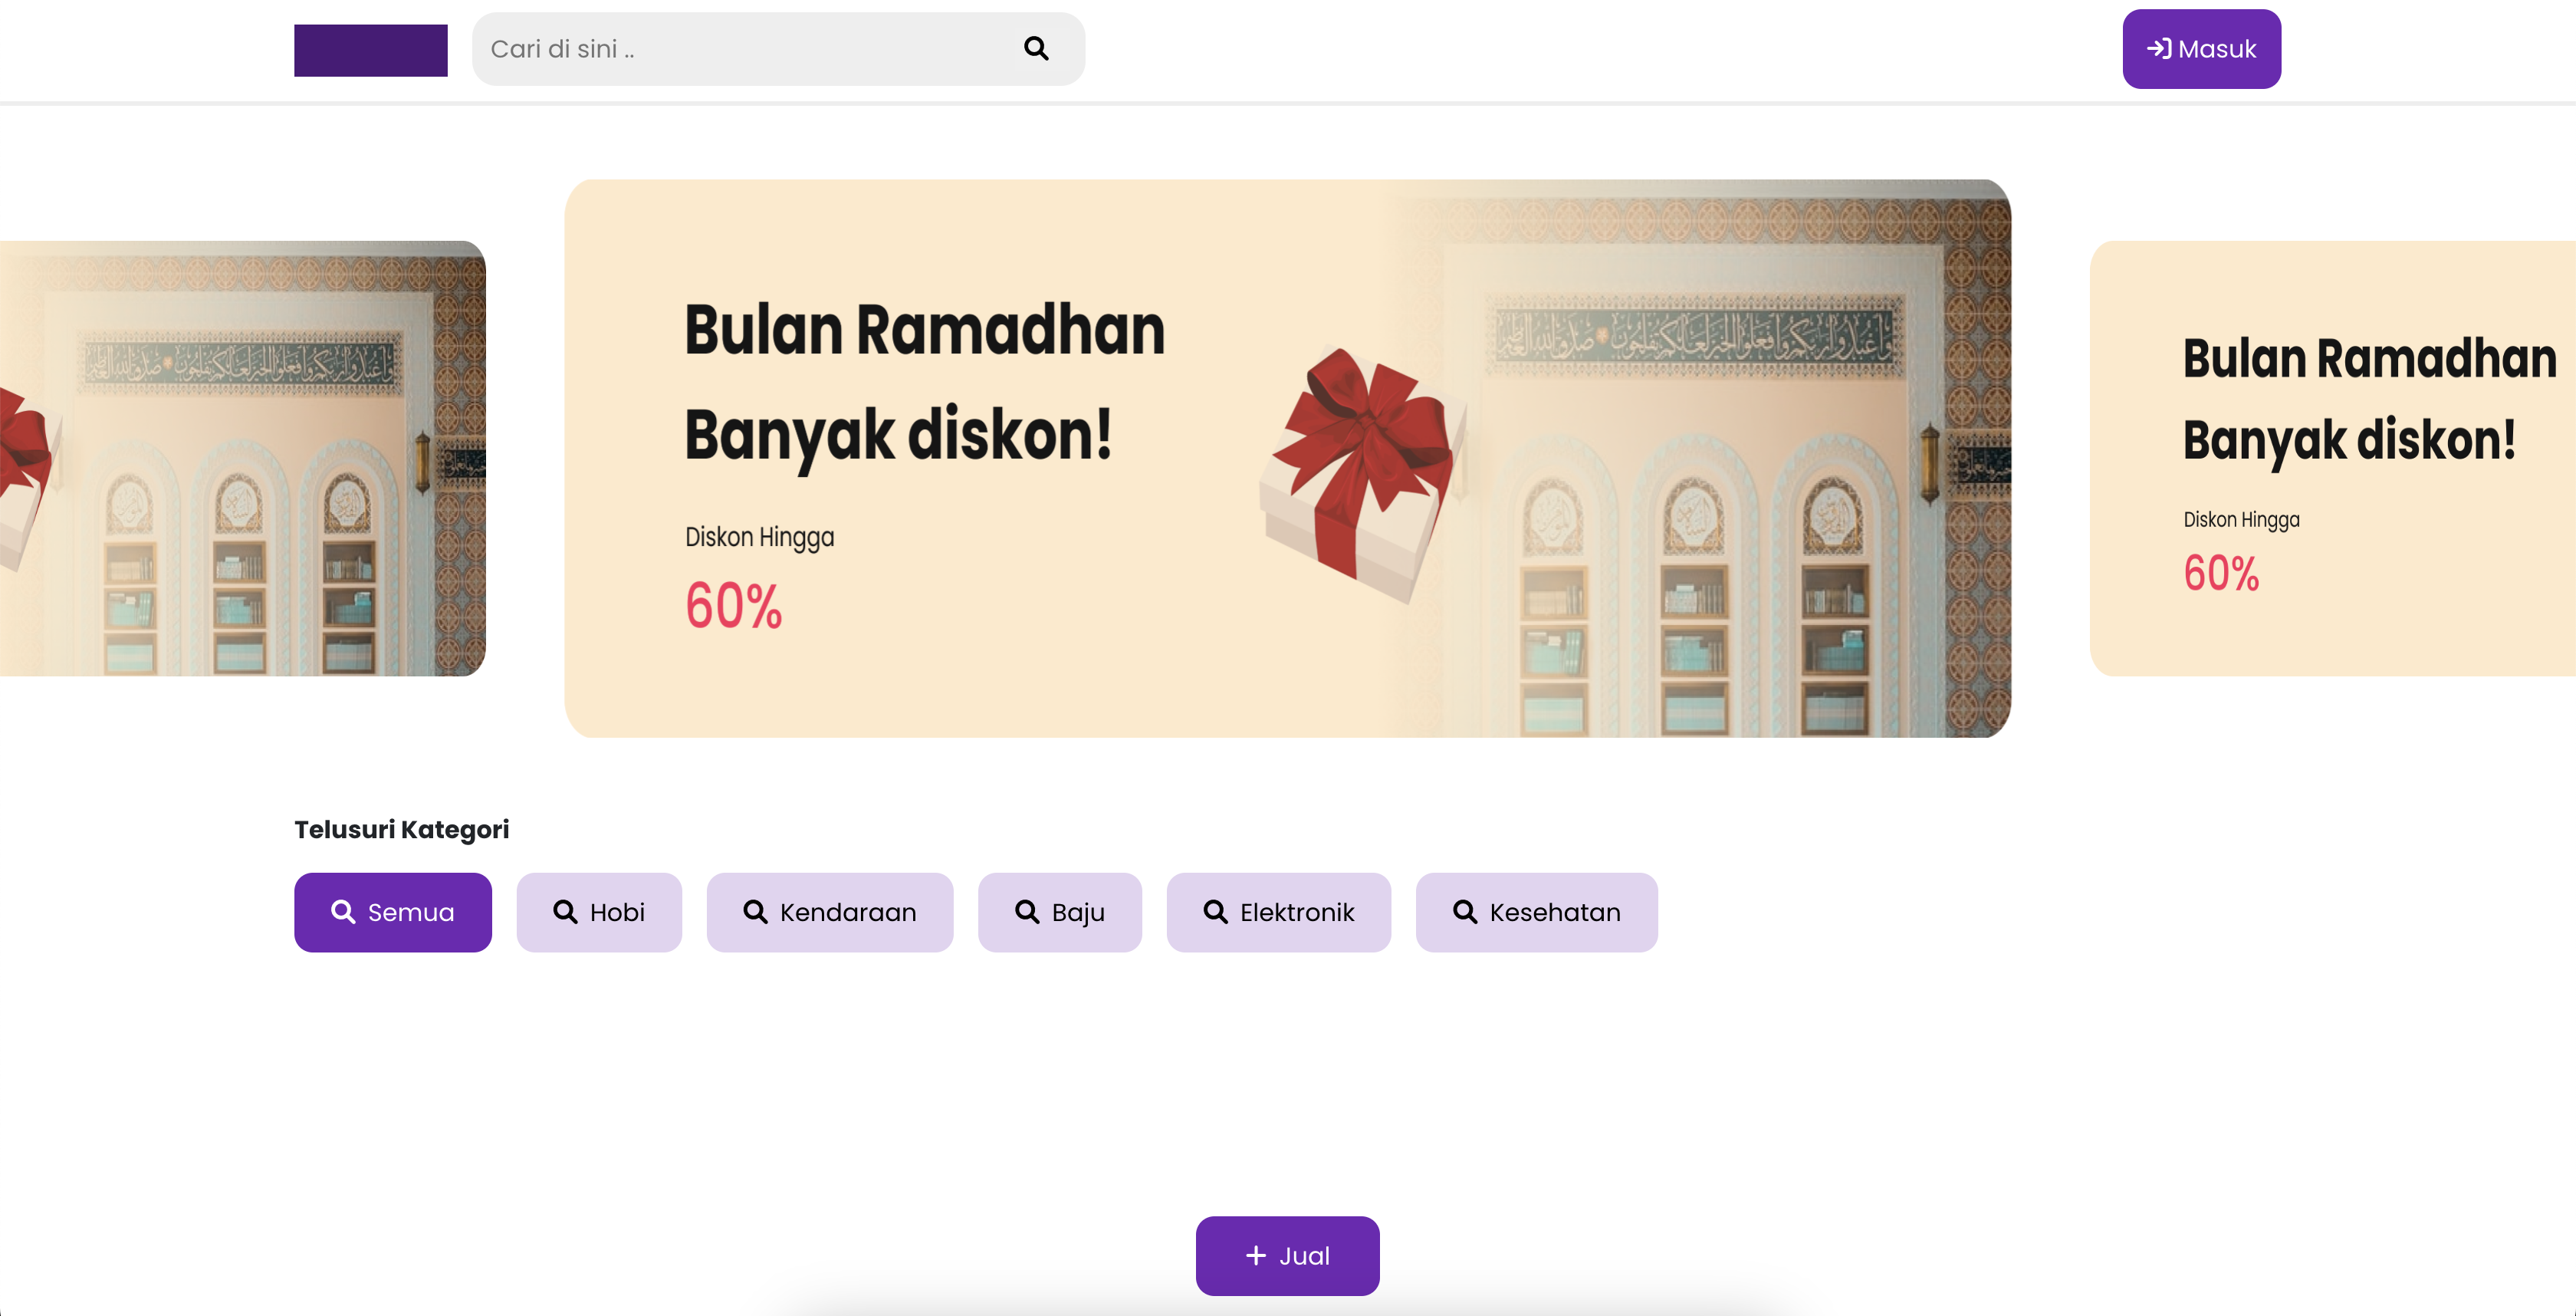 Cari di sini ..
Masuk
Bulan Ramadhan
Banyak diskon!
Diskon Hingga
60%
Bulan Ramadhan
Banyak diskon!
Diskon Hingga
60%
Telusuri Kategori
Semua
Hobi
Kendaraan
Baju
Elektronik
Kesehatan
Jual